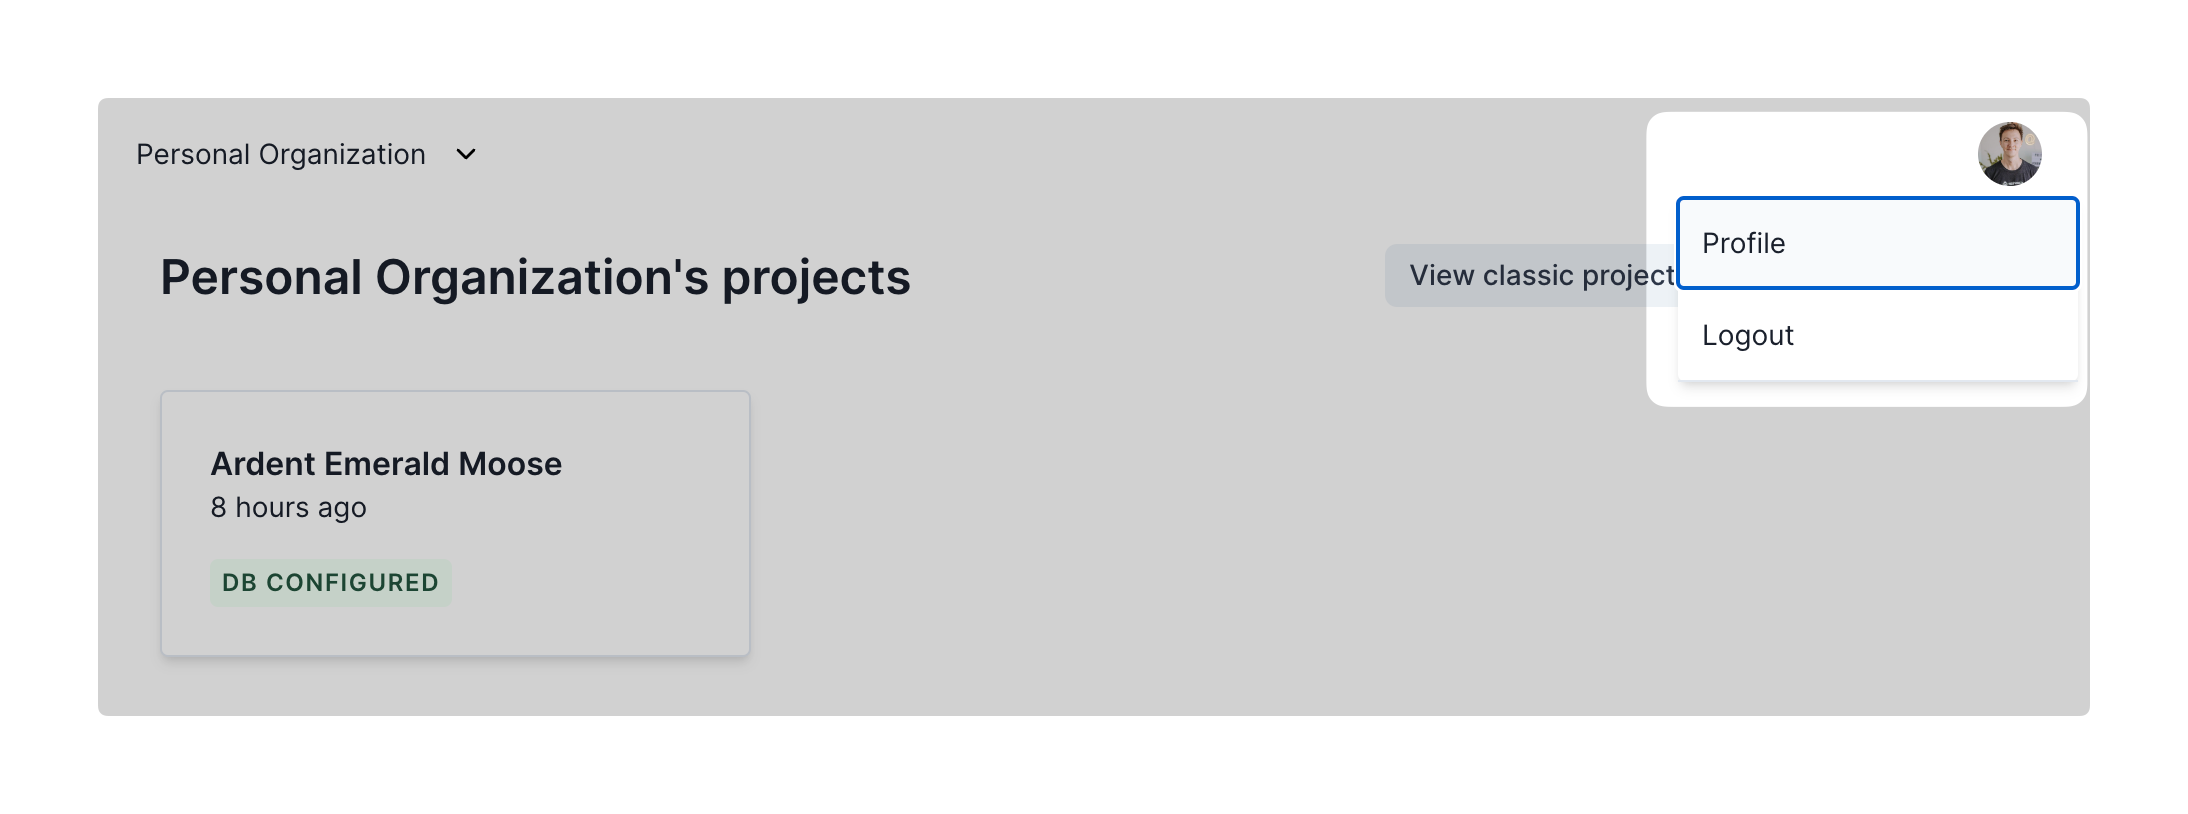 Personal Organization
Personal Organization's projects
View classic project
Profile
Logout
Ardent Emerald Moose
8 hours ago
DB CONFIGURED